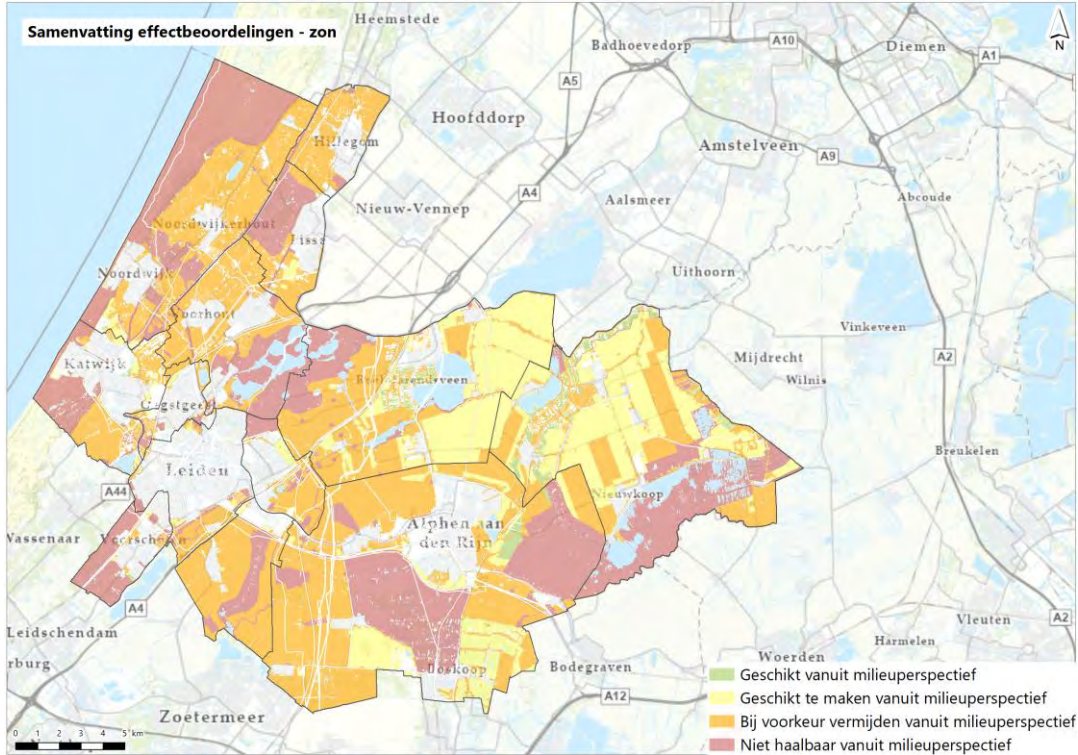 Samenvatting effectbeoordelingen - zon
Heemstede
Badhoevedorp
A10
Diemen
N
A1
A5
Hoofddorp
Hillegom
Amstelveen
A9
A4
Nieuw-Vennep
Aalsmeer
Abcoude
Noordwijkerhout
Lisse
Uithoorn
Noordwijk
Voorhout
Vinkeveen
A2
Katwijk
Mijdrecht
Wilnis
Oegstgeest
Breukelen
Leiden
A44
Nieuwkoop
Alphen aan
den Rijn
Wassenaar
Voorschoten
A4
Leidschendam
Vleuten
A2
Harmelen
rburg
Woerden
Boskoop
Bodegraven
A12
Zoetermeer
Geschikt vanuit milieuperspectief
Geschikt te maken vanuit milieuperspectief
Bij voorkeur vermijden vanuit milieuperspectief
Niet haalbaar vanuit milieuperspectief
0 1 2 3 4 5 km